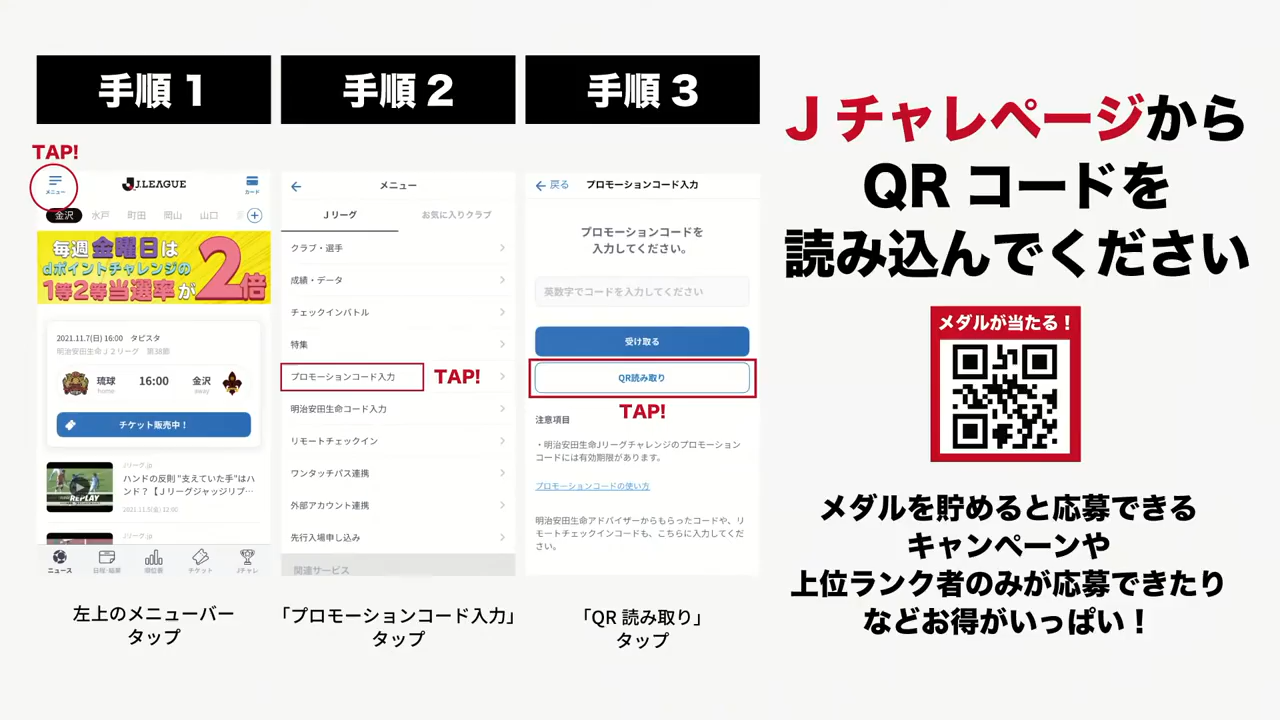 手順 1
TAP!
メニュー
J.LEAGUE
カード
金沢 水戸 町田 岡山 山口
毎週金曜日は
dポイントチャレンジの
1等2等当選率が2倍
2021.11.7(日) 16:00 タピスタ
明治安田生命Ｊ２リーグ 第38節
琉球
home
16:00
金沢
away
チケット販売中！
Jリーグ.jp
ハンドの反則 "支えていた手"はハ
ンド？【Ｊリーグジャッジリプ…
REPLAY
2021.11.5(金) 12:00
Jリーグ.jp
ニュース 日程・結果 順位表 チケット Jチャレ
左上のメニューバー
タップ
手順 2
メニュー
Ｊリーグ お気に入りクラブ
クラブ・選手
成績・データ
チェックインバトル
特集
プロモーションコード入力
TAP!
明治安田生命コード入力
リモートチェックイン
ワンタッチパス連携
外部アカウント連携
先行入場申し込み
関連サービス
「プロモーションコード入力」
タップ
手順 3
戻る プロモーションコード入力
プロモーションコードを
入力してください。
英数字でコードを入力してください
受け取る
QR読み取り
TAP!
注意項目
・明治安田生命Jリーグチャレンジのプロモーション
コードには有効期限があります。
プロモーションコードの使い方
明治安田生命アドバイザーからもらったコードや、リ
モートチェックインコードも、こちらに入力してくだ
さい。
「QR 読み取り」
タップ
J チャレページから
QR コードを
読み込んでください
メダルが当たる！
メダルを貯めると応募できる
キャンペーンや
上位ランク者のみが応募できたり
などお得がいっぱい！